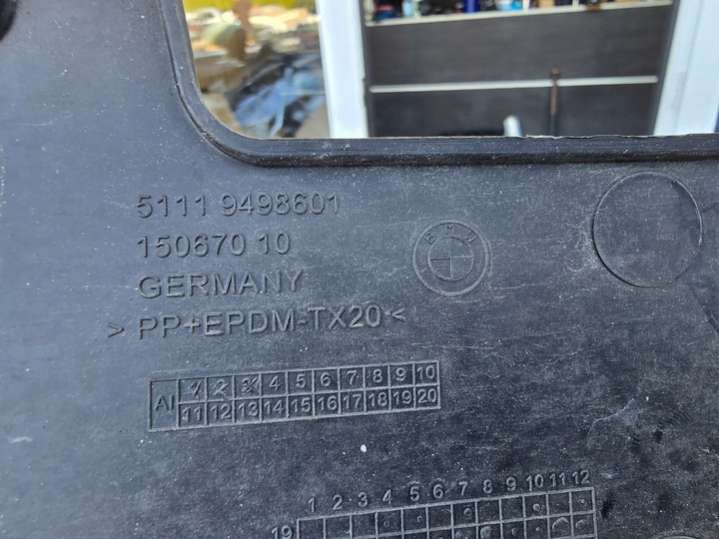 5111 9498601
150670 10
BMW
GERMANY
> PP+EPDM-TX20 <
AI 1 2 3 4 5 6 7 8 9 10
11 12 13 14 15 16 17 18 19 20
1 2 3 4 5 6 7 8 9 10 11 12
19